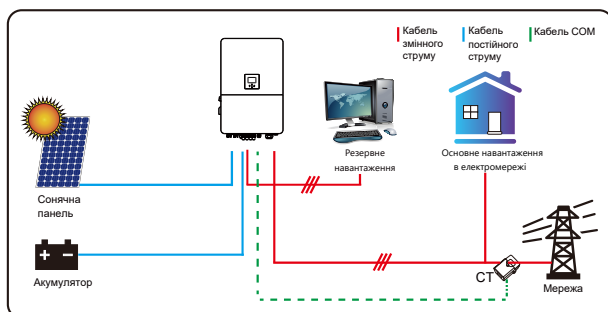 Кабель
змінного
струму
Кабель
постійного
струму
Кабель COM
Сонячна
панель
Резервне
навантаження
Основне навантаження
в електромережі
Акумулятор
CT
Мережа